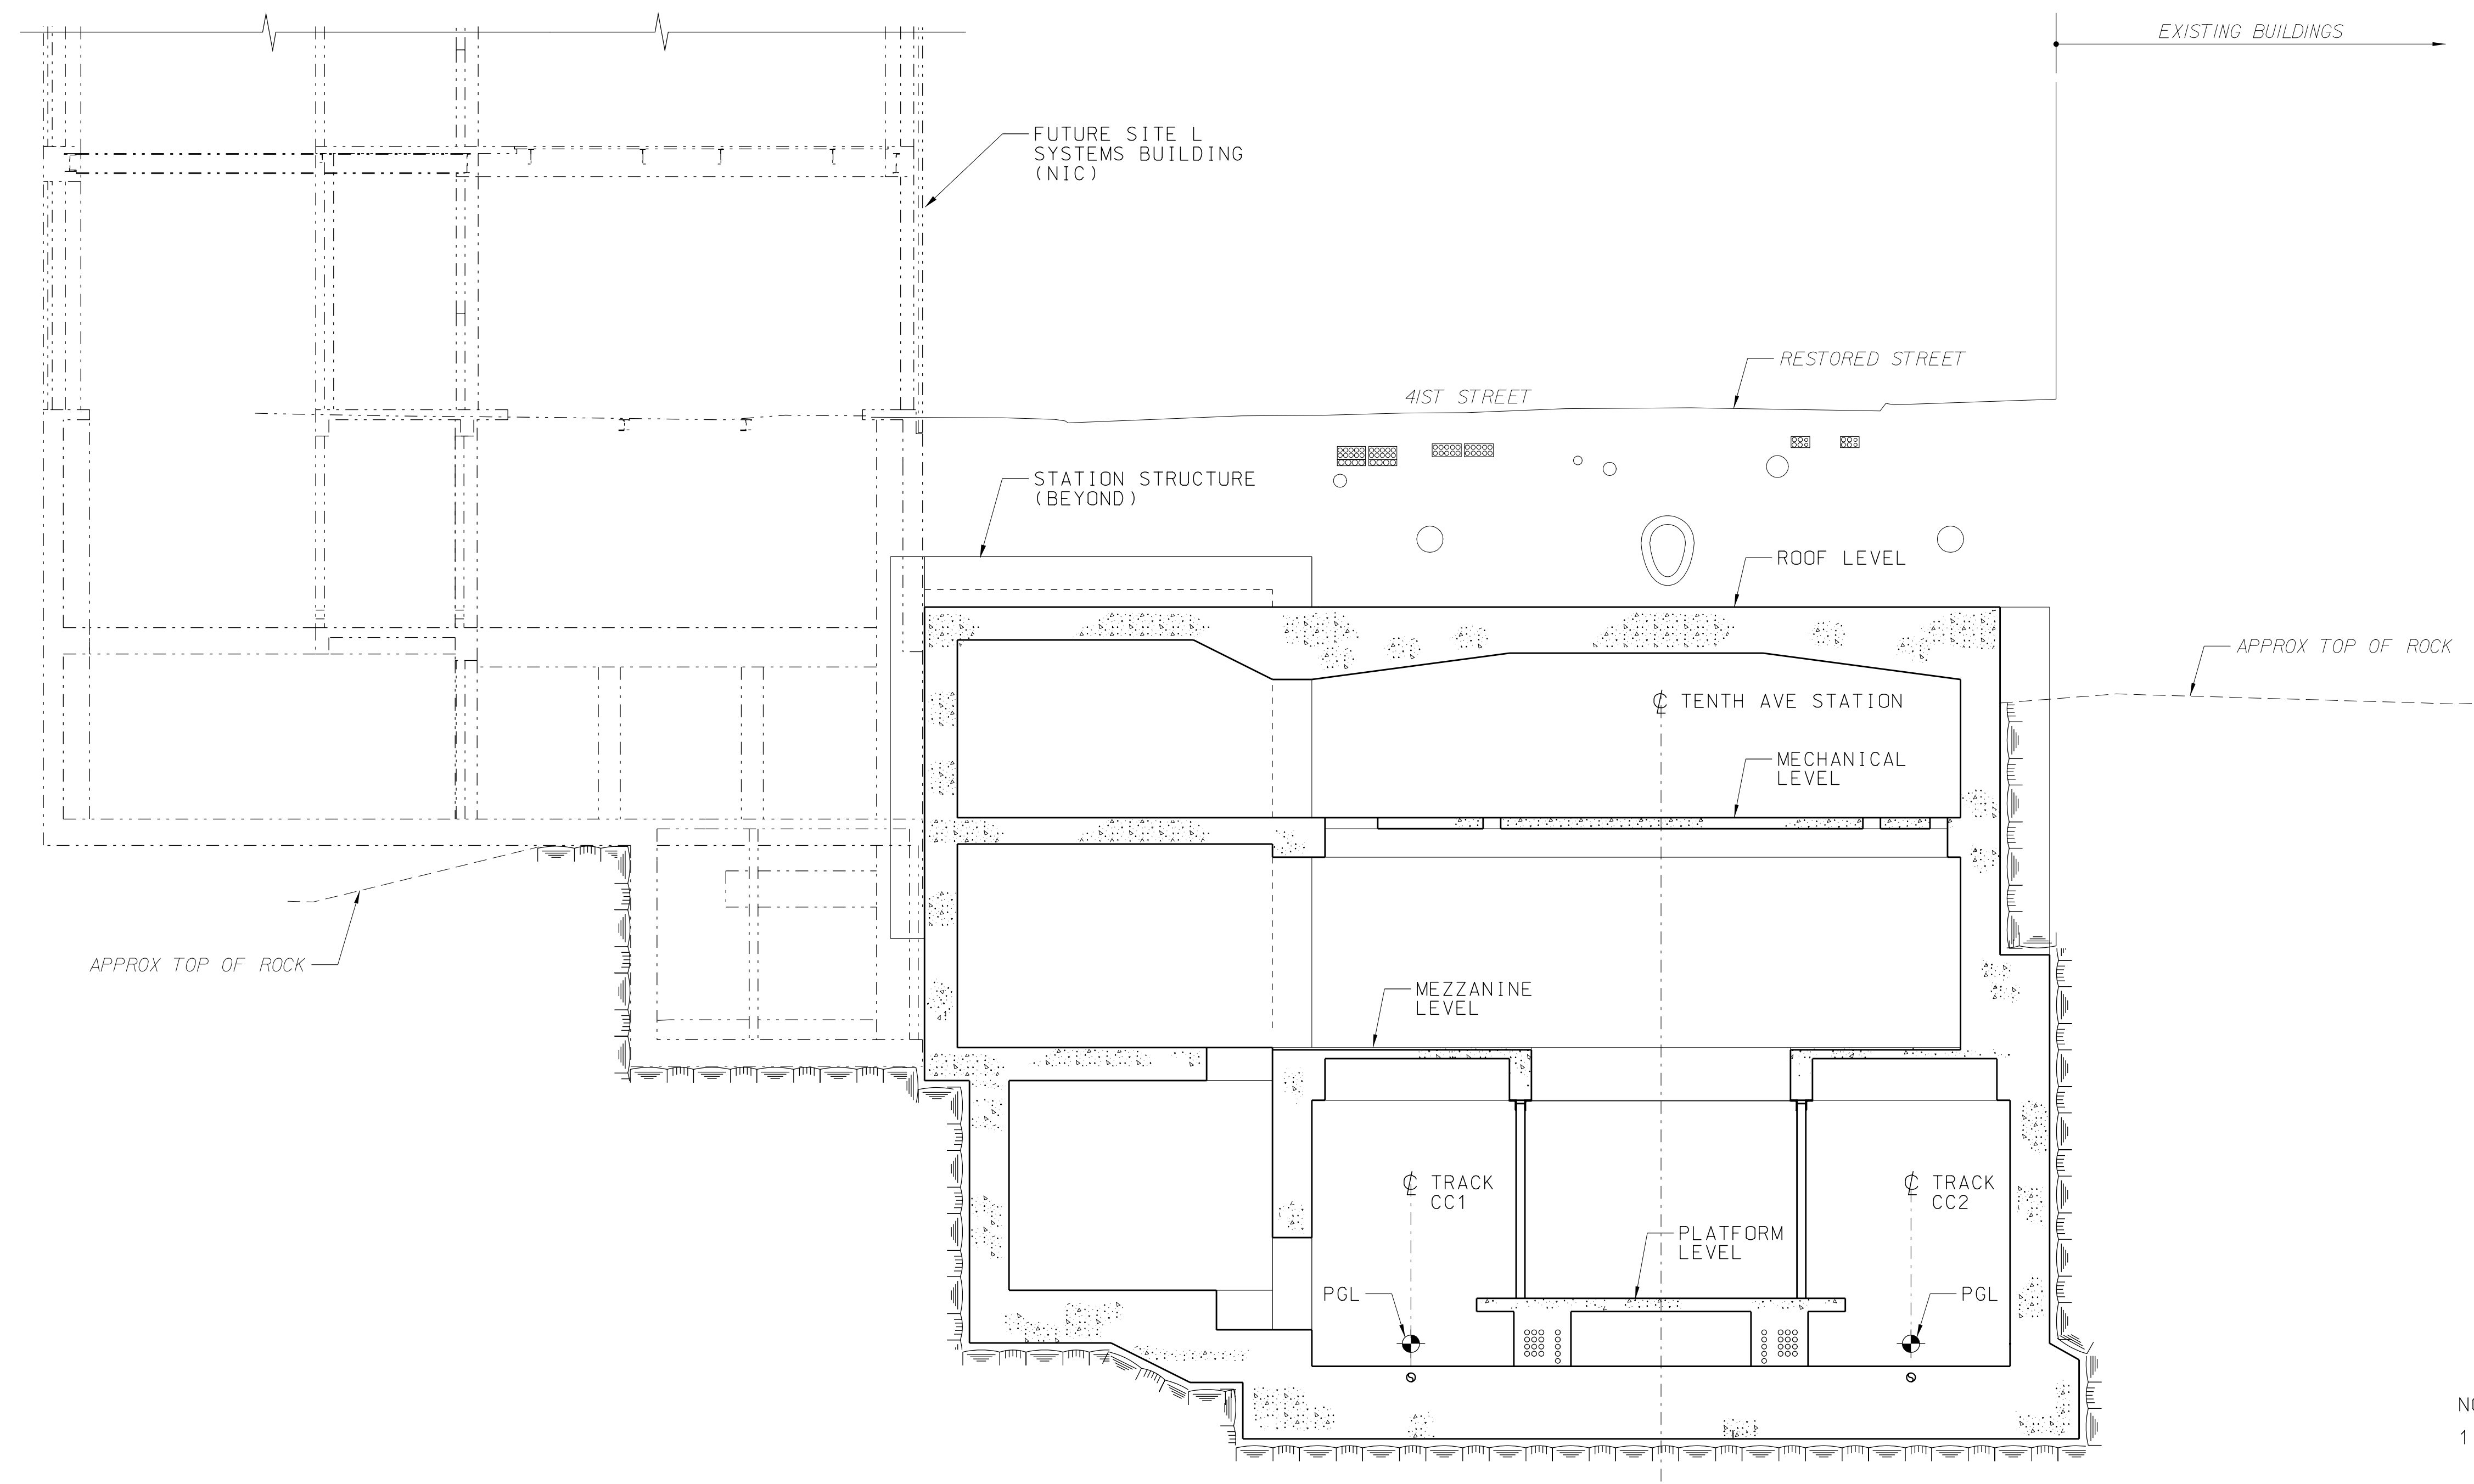 EXISTING BUILDINGS
FUTURE SITE L
SYSTEMS BUILDING
(NIC)
RESTORED STREET
41ST STREET
STATION STRUCTURE
(BEYOND)
ROOF LEVEL
APPROX TOP OF ROCK
℄ TENTH AVE STATION
MECHANICAL
LEVEL
APPROX TOP OF ROCK
MEZZANINE
LEVEL
℄ TRACK
CC1
℄ TRACK
CC2
PLATFORM
LEVEL
PGL
PGL
1